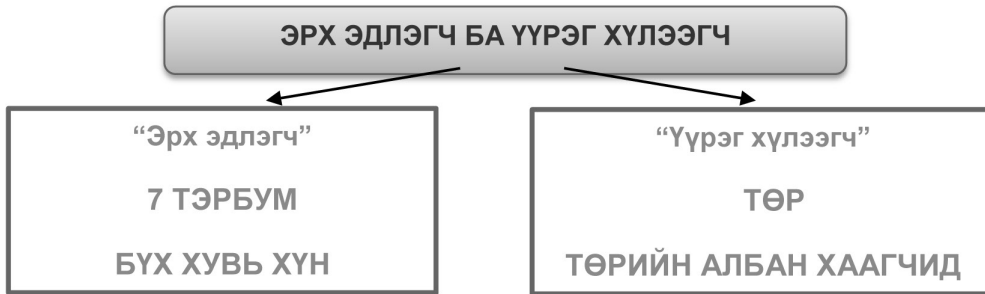 ЭРХ ЭДЛЭГЧ БА ҮҮРЭГ ХҮЛЭЭГЧ
“Эрх эдлэгч”
7 ТЭРБУМ
БҮХ ХУВЬ ХҮН
“Үүрэг хүлээгч”
ТӨР
ТӨРИЙН АЛБАН ХААГЧИД